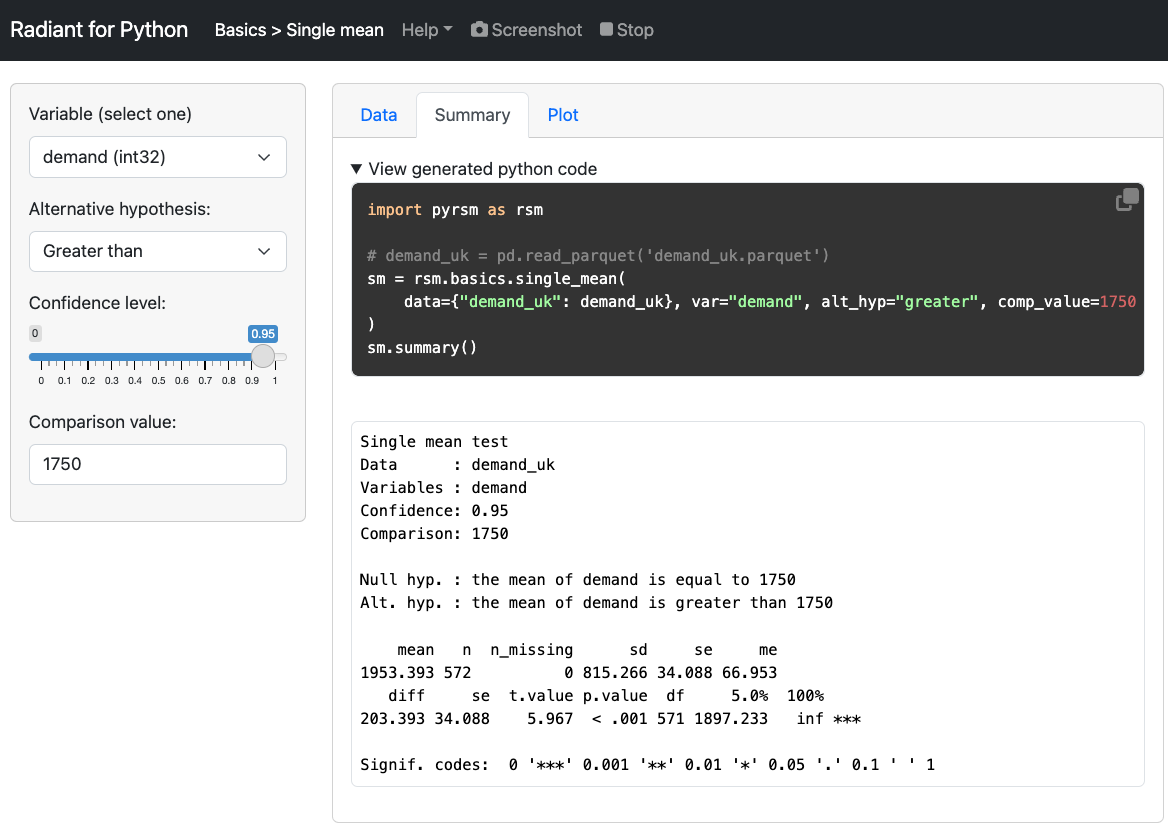 Radiant for Python Basics > Single mean Help Screenshot Stop
Variable (select one)
demand (int32)
Alternative hypothesis:
Greater than
Confidence level:
0 0.95
0 0.1 0.2 0.3 0.4 0.5 0.6 0.7 0.8 0.9 1
Comparison value:
1750
Data Summary Plot
View generated python code
import pyrsm as rsm
# demand_uk = pd.read_parquet('demand_uk.parquet')
sm = rsm.basics.single_mean(
    data={"demand_uk": demand_uk}, var="demand", alt_hyp="greater", comp_value=1750
)
sm.summary()
Single mean test
Data      : demand_uk
Variables : demand
Confidence: 0.95
Comparison: 1750
Null hyp. : the mean of demand is equal to 1750
Alt. hyp. : the mean of demand is greater than 1750
    mean   n  n_missing      sd     se     me
1953.393 572          0 815.266 34.088 66.953
   diff     se  t.value p.value  df     5.0%  100%
203.393 34.088    5.967  < .001 571 1897.233   inf ***
Signif. codes:  0 '***' 0.001 '**' 0.01 '*' 0.05 '.' 0.1 ' ' 1